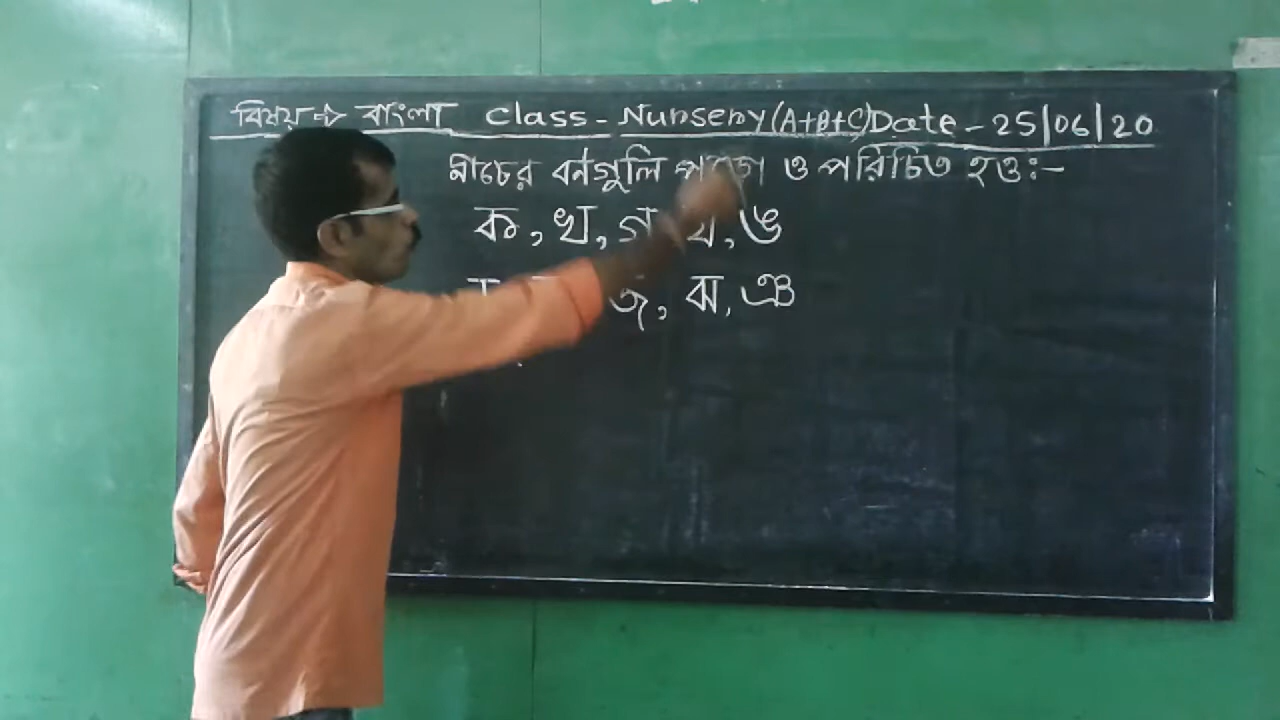 বিষয় ➩ বাংলা Class - Nursery (A+B+C) Date - 25/06/20
নীচের বর্ণগুলি পড়ো ও পরিচিত হও:-
ক, খ, গ, ঘ, ঙ
জ, ঝ, ঞ